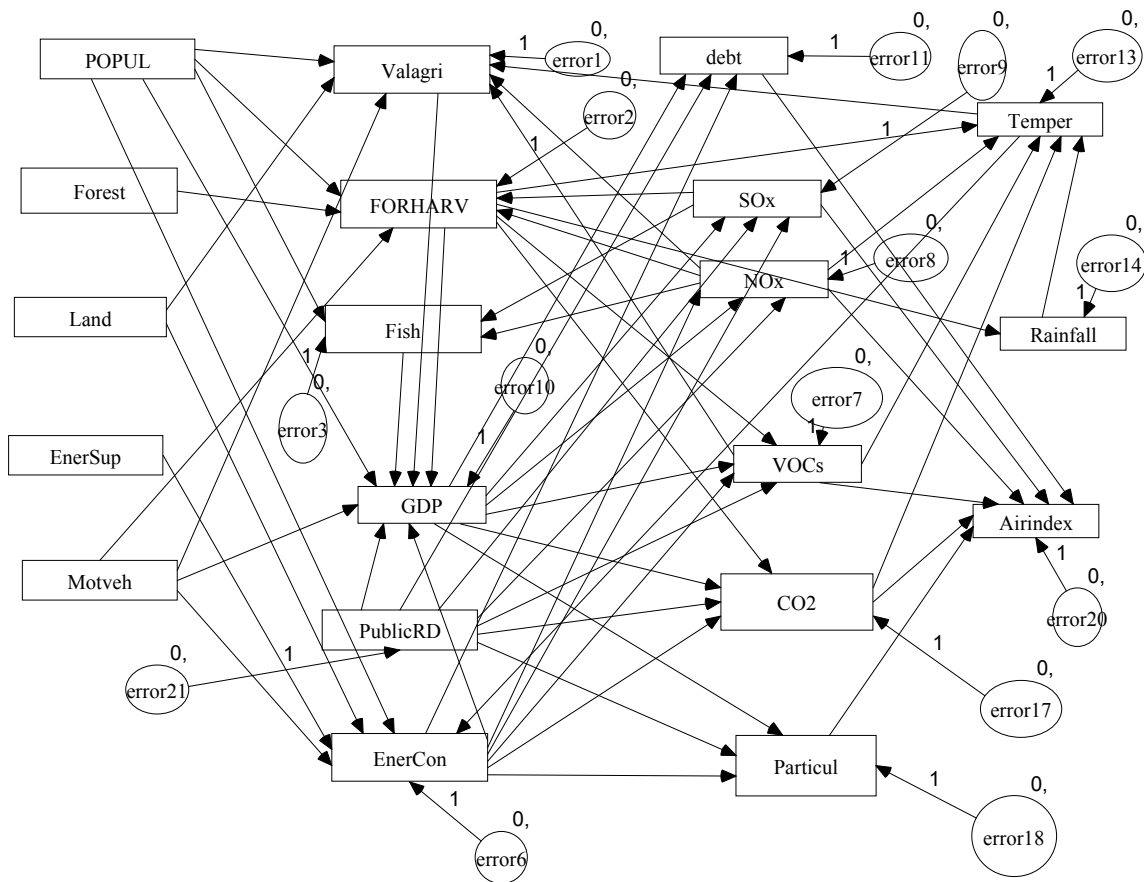 0,
0,
0,
0,
POPUL
Valagri
1
error1
debt
1
error11
error9
1
error13
0,
Temper
1
error2
1
Forest
FORHARV
SOx
0,
0,
NOx
1
error8
error14
Land
Fish
1
Rainfall
1
0,
0,
0,
error10
error7
error3
1
1
EnerSup
VOCs
GDP
Airindex
Motveh
1
0,
CO2
PublicRD
error20
0,
1
1
0,
error21
error17
EnerCon
Particul
1
1
0,
0,
error6
error18